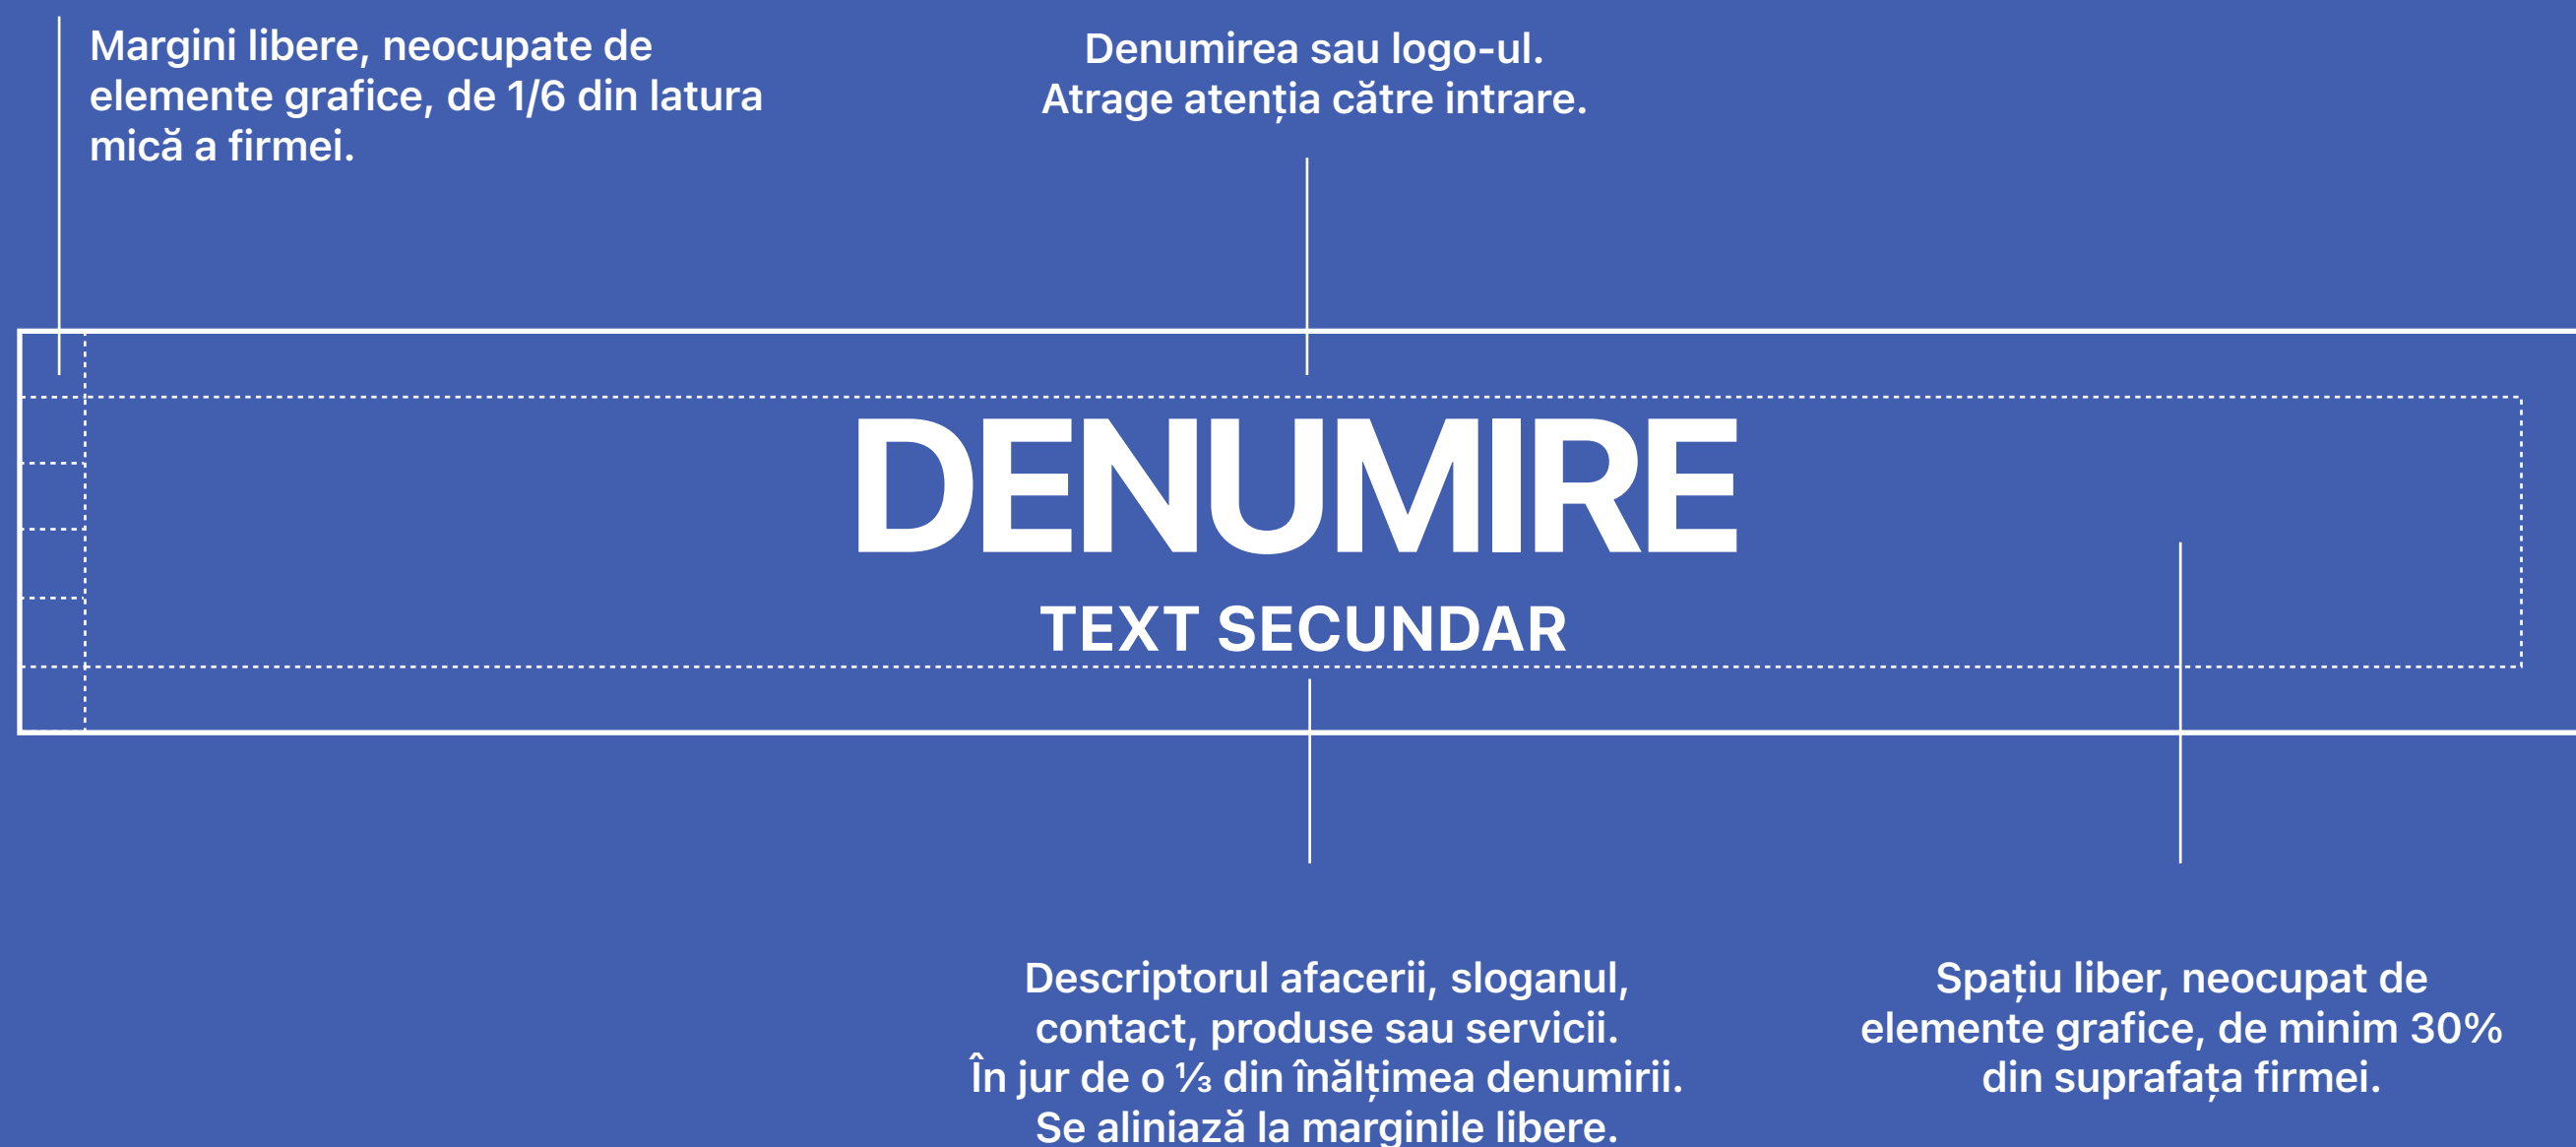 Margini libere, neocupate de
elemente grafice, de 1/6 din latura
mică a firmei.
Denumirea sau logo-ul.
Atrage atenția către intrare.
DENUMIRE
TEXT SECUNDAR
Descriptorul afacerii, sloganul,
contact, produse sau servicii.
În jur de o ⅓ din înălțimea denumirii.
Se aliniază la marginile libere.
Spațiu liber, neocupat de
elemente grafice, de minim 30%
din suprafața firmei.